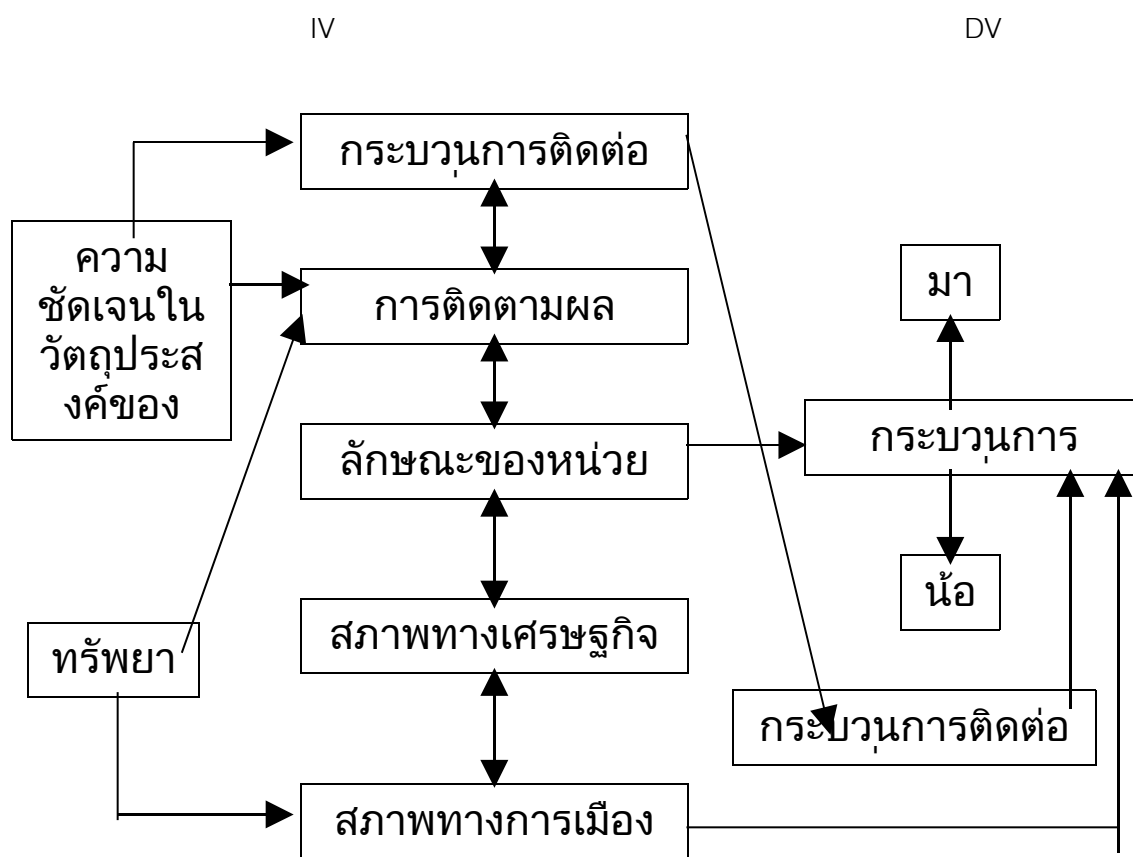 IV
DV
กระบวนการติดต่อ
ความ
ชัดเจนใน
วัตถุประส
งค์ของ
การติดตามผล
มา
ลักษณะของหน่วย
กระบวนการ
น้อ
สภาพทางเศรษฐกิจ
ทรัพยา
กระบวนการติดต่อ
สภาพทางการเมือง